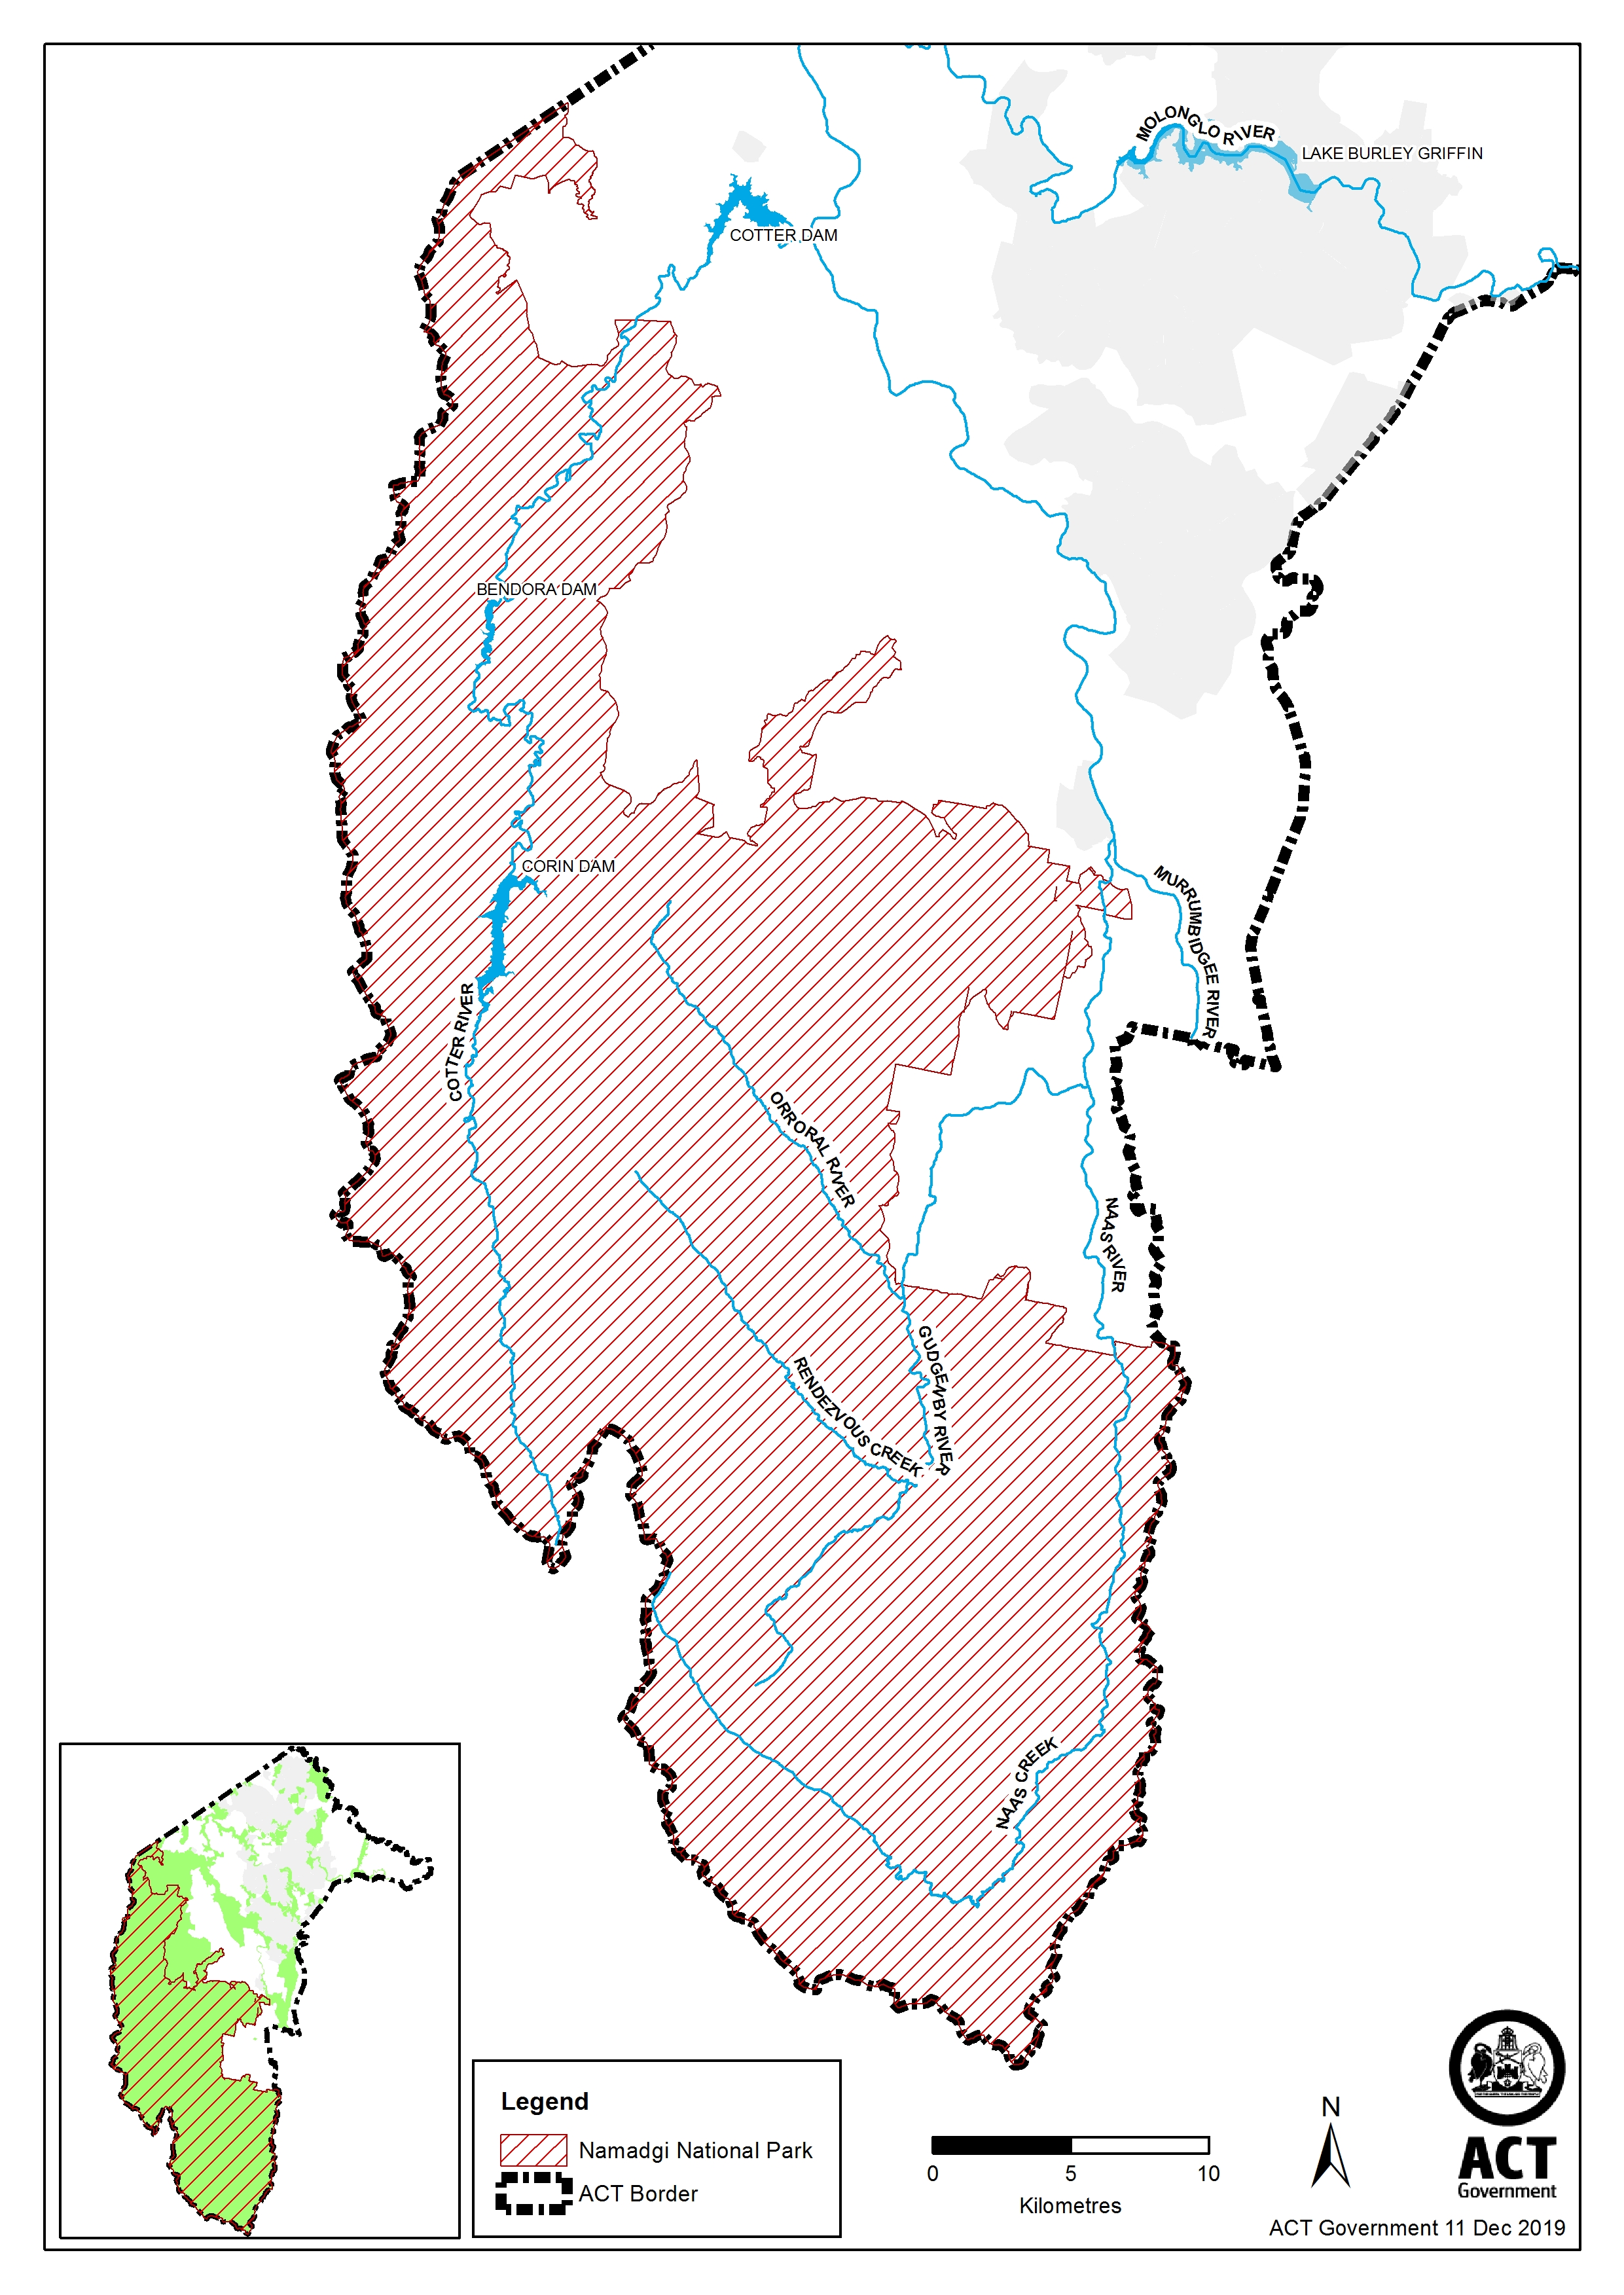 MOLONGLO RIVER
LAKE BURLEY GRIFFIN
COTTER DAM
BENDORA DAM
CORIN DAM
MURRUMBIDGEE RIVER
COTTER RIVER
ORRORAL RIVER
NAAS RIVER
GUDGENBY RIVER
RENDEZVOUS CREEK
NAAS CREEK
Legend
Namadgi National Park
ACT Border
0 5 10
Kilometres
N
ACT
Government
ACT Government 11 Dec 2019